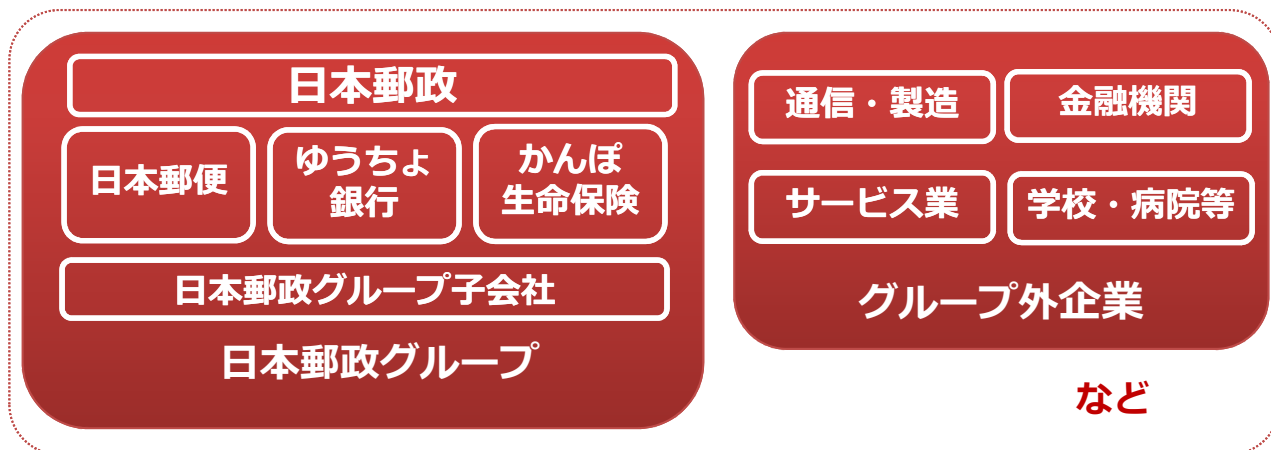 日本郵政
日本郵便
ゆうちょ
銀行
かんぽ
生命保険
日本郵政グループ子会社
日本郵政グループ
通信・製造
金融機関
サービス業
学校・病院等
グループ外企業
など